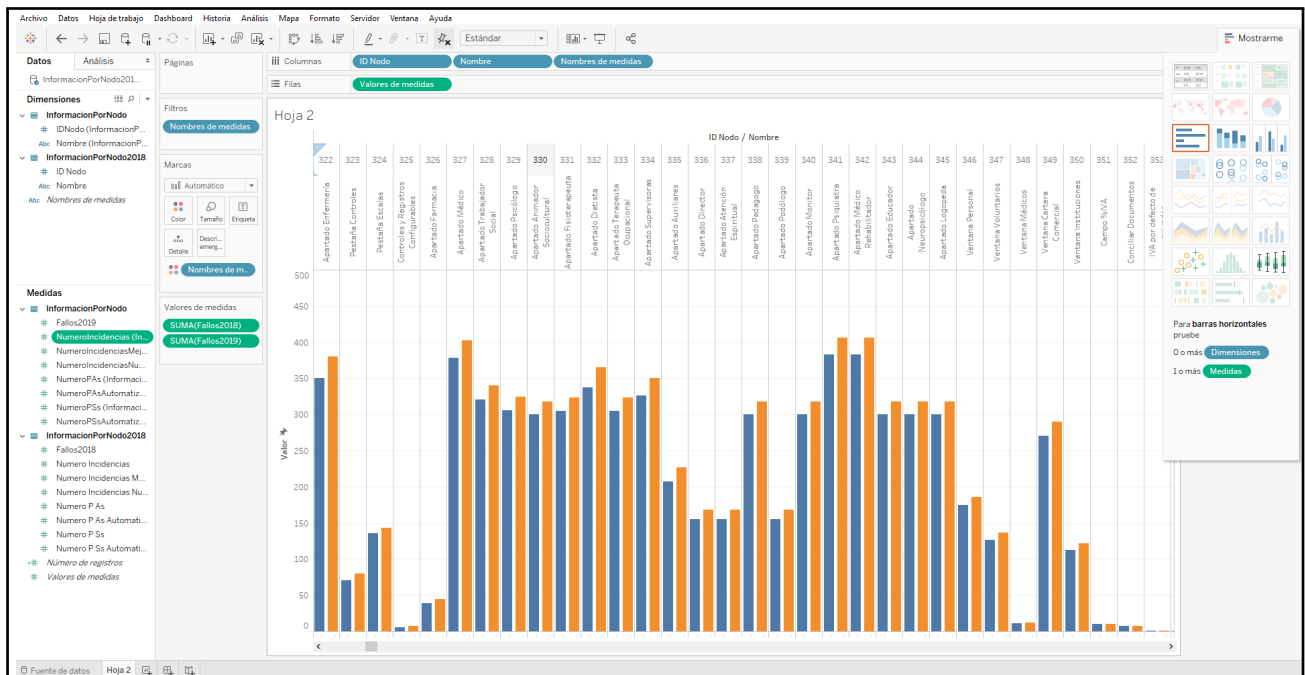 Archivo Datos Hoja de trabajo Dashboard Historia Análisis Mapa Formato Servidor Ventana Ayuda
Estándar
Mostrarme
Datos Análisis
InformacionPorNodo201...
Dimensiones
InformacionPorNodo
IDNodo (InformacionP...
Abc Nombre (InformacionP...
InformacionPorNodo2018
ID Nodo
Abc Nombre
Abc Nombres de medidas
Medidas
InformacionPorNodo
Fallos2019
NumeroIncidencias (In...
NumeroIncidenciasMej...
NumeroIncidenciasNu...
NumeroPAs (Informaci...
NumeroPAsAutomatiz...
NumeroPSs (Informaci...
NumeroPSsAutomatiz...
InformacionPorNodo2018
Fallos2018
Numero Incidencias
Numero Incidencias M...
Numero Incidencias Nu...
Numero P As
Numero P As Automati...
Numero P Ss
Numero P Ss Automati...
Número de registros
Valores de medidas
Páginas
Filtros
Nombres de medidas
Marcas
Automático
Color Tamaño Etiqueta
Detalle Descri... emerg...
Nombres de m..
Valores de medidas
SUMA(Fallos2018)
SUMA(Fallos2019)
Columnas ID Nodo Nombre Nombres de medidas
Filas Valores de medidas
Hoja 2
ID Nodo / Nombre
322 323 324 325 326 327 328 329 330 331 332 333 334 335 336 337 338 339 340 341 342 343 344 345 346 347 348 349 350 351 352 353
Apartado Enfermería
Pestaña Controles
Pestaña Escalas
Controles y Registros
Configurables
Apartado Farmacia
Apartado Médico
Apartado Trabajador
Social
Apartado Psicólogo
Apartado Animador
Sociocultural
Apartado Fisioterapeuta
Apartado Dietista
Apartado Terapeuta
Ocupacional
Apartado Supervisoras
Apartado Auxiliares
Apartado Director
Apartado Atención
Espiritual
Apartado Pedagogo
Apartado Podólogo
Apartado Monitor
Apartado Psiquiatra
Apartado Médico
Rehabilitador
Apartado Educador
Apartado
Neuropsicólogo
Apartado Logopeda
Ventana Personal
Ventana Voluntarios
Ventana Médicos
Ventana Cartera
Comercial
Ventana Instituciones
Campo % IVA
Conciliar Documentos
IVA por defecto de
Valor
500
450
400
350
300
250
200
150
100
50
0
Para barras horizontales
pruebe
0 o más Dimensiones
1 o más Medidas
Fuente de datos Hoja 2